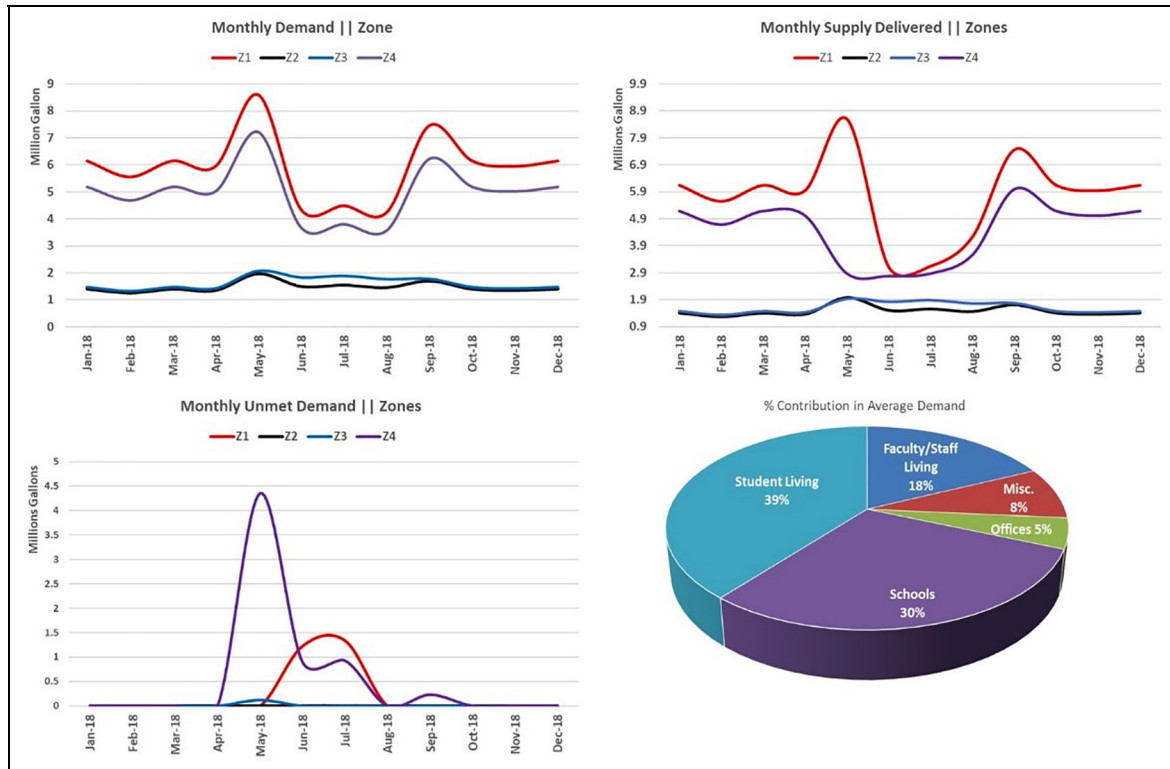 Monthly Demand || Zone
Z1 Z2 Z3 Z4
Million Gallon
9
8
7
6
5
4
3
2
1
0
Jan-18
Feb-18
Mar-18
Apr-18
May-18
Jun-18
Jul-18
Aug-18
Sep-18
Oct-18
Nov-18
Dec-18
Monthly Supply Delivered || Zones
Z1 Z2 Z3 Z4
Millions Gallon
9.9
8.9
7.9
6.9
5.9
4.9
3.9
2.9
1.9
0.9
Jan-18
Feb-18
Mar-18
Apr-18
May-18
Jun-18
Jul-18
Aug-18
Sep-18
Oct-18
Nov-18
Dec-18
Monthly Unmet Demand || Zones
Z1 Z2 Z3 Z4
Millions Gallons
5
4.5
4
3.5
3
2.5
2
1.5
1
0.5
0
Jan-18
Feb-18
Mar-18
Apr-18
May-18
Jun-18
Jul-18
Aug-18
Sep-18
Oct-18
Nov-18
Dec-18
% Contribution in Average Demand
Faculty/Staff
Living
18%
Misc.
8%
Offices 5%
Schools
30%
Student Living
39%